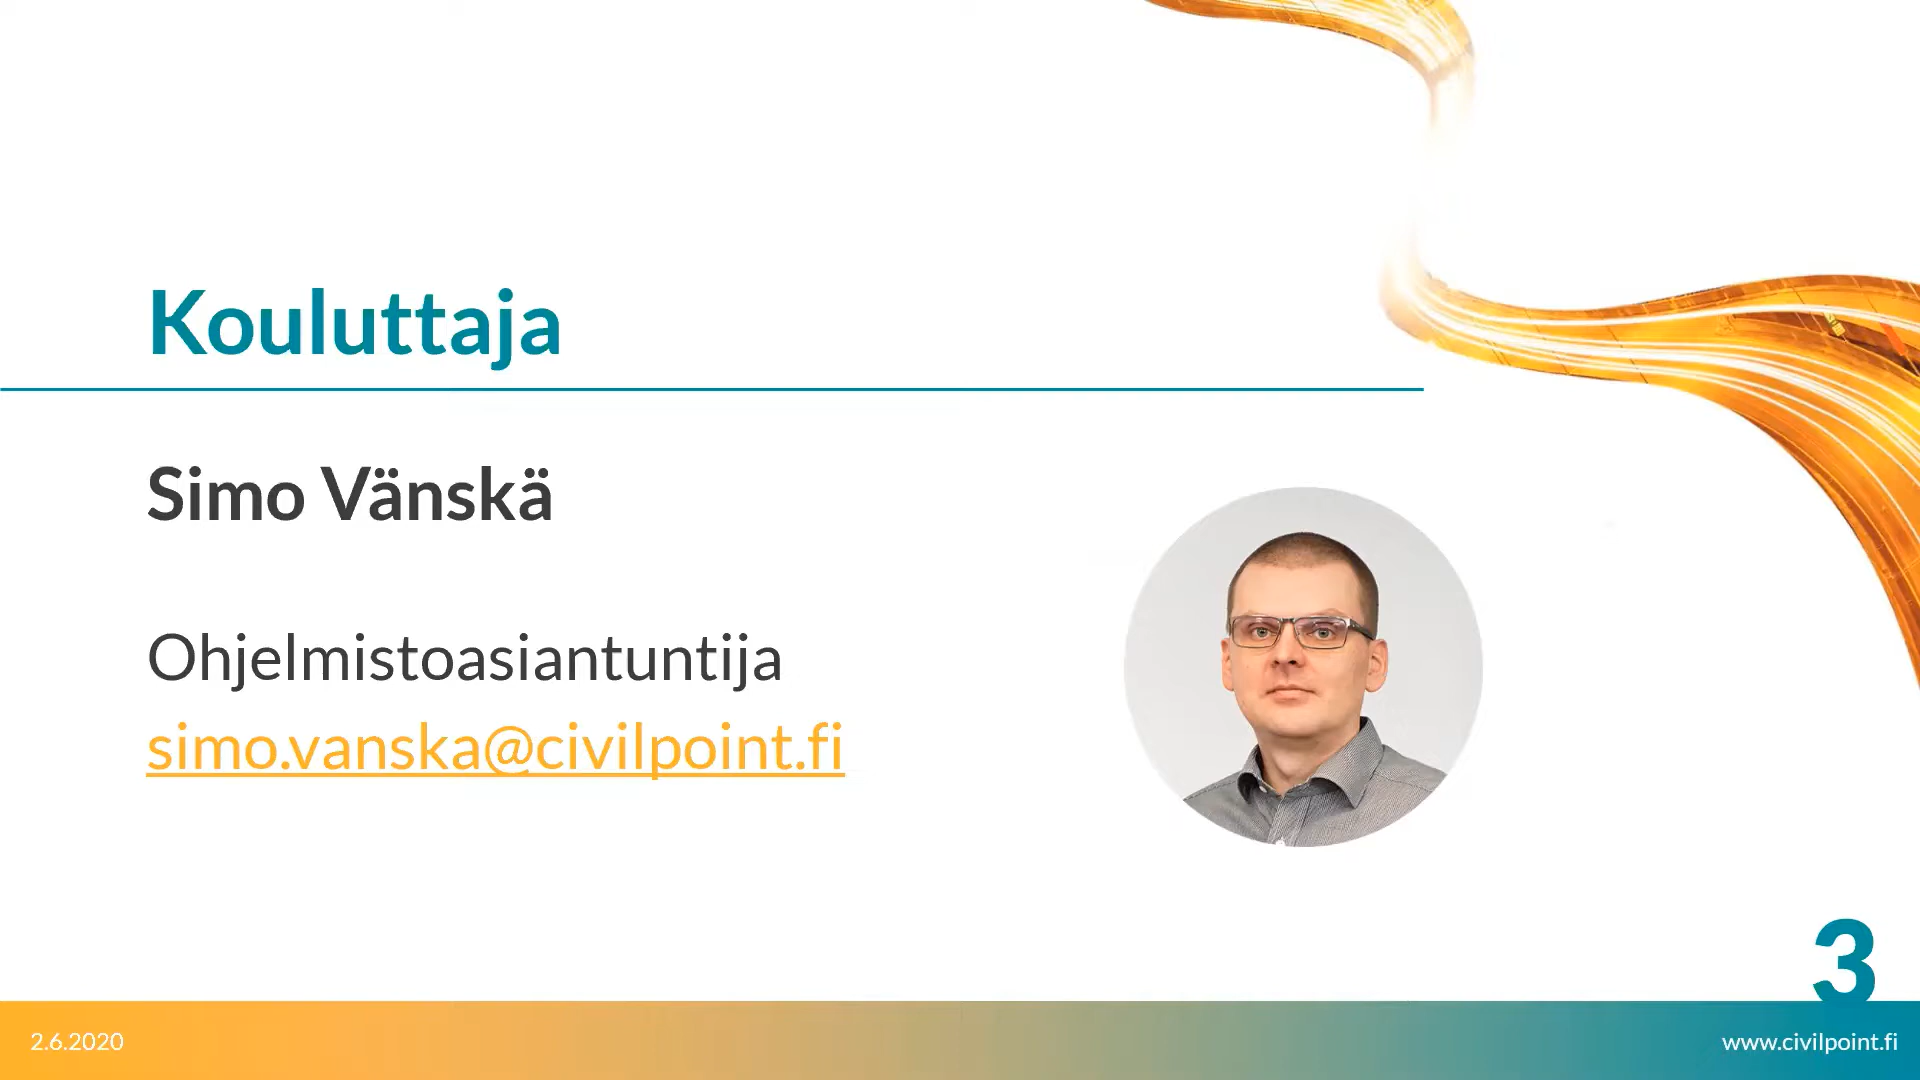 Kouluttaja
Simo Vänskä
Ohjelmistoasiantuntija
simo.vanska@civilpoint.fi
3
2.6.2020
www.civilpoint.fi